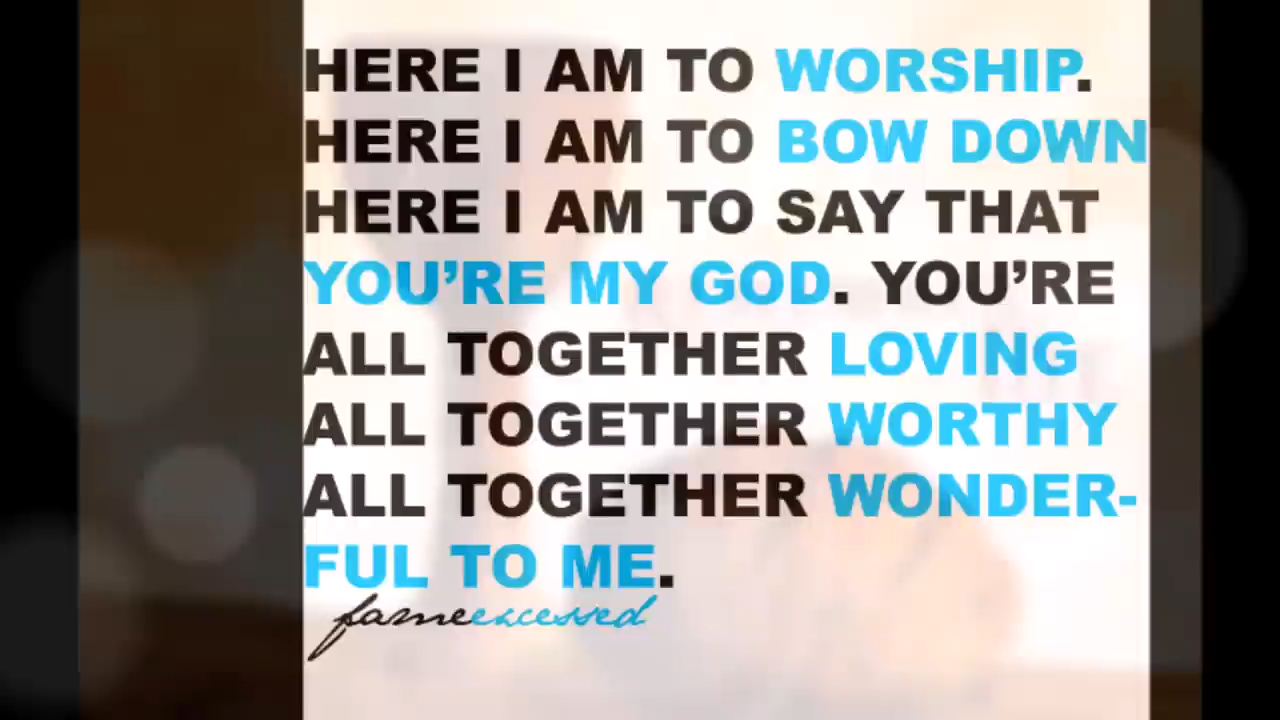 HERE I AM TO WORSHIP.
HERE I AM TO BOW DOWN
HERE I AM TO SAY THAT
YOU'RE MY GOD. YOU'RE
ALL TOGETHER LOVING
ALL TOGETHER WORTHY
ALL TOGETHER WONDER-
FUL TO ME.
fameexcessed